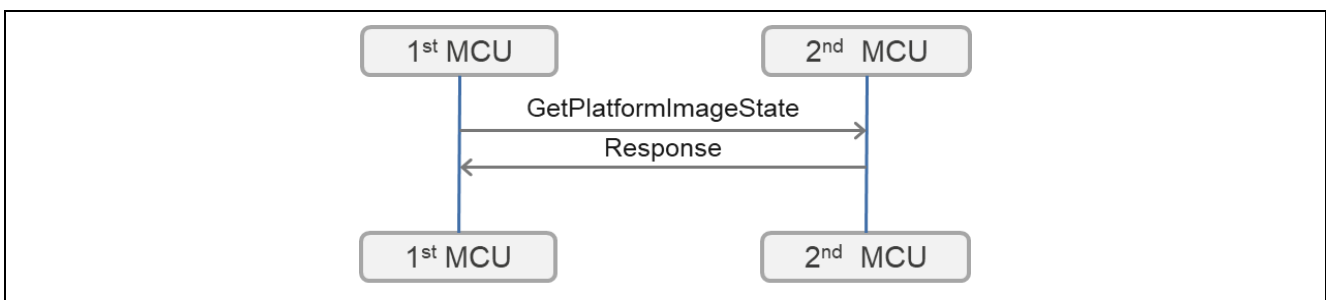 1st MCU 2nd MCU
GetPlatformImageState
Response
1st MCU 2nd MCU